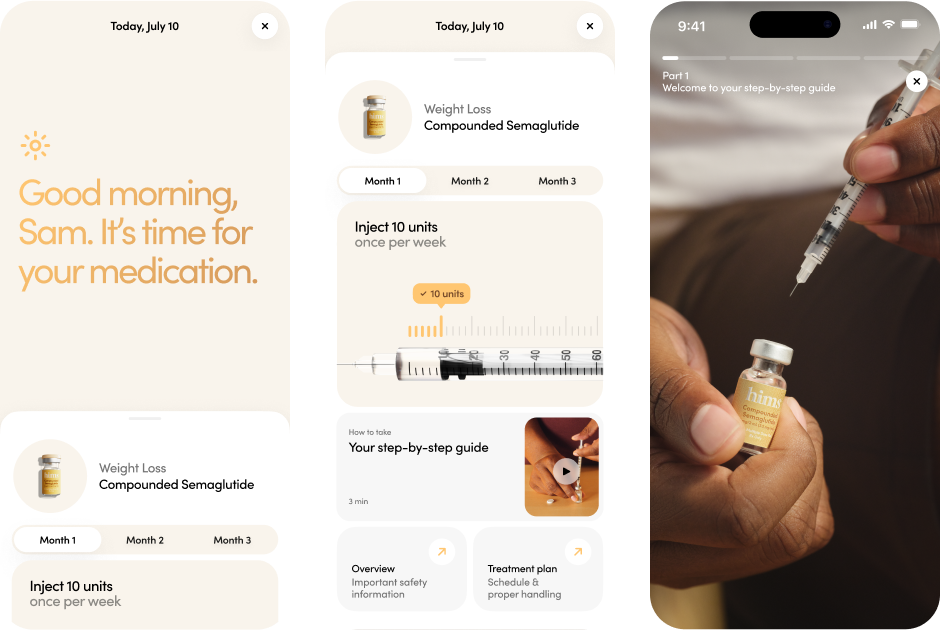 Today, July 10
Good morning,
Sam. It's time for
your medication.
Weight Loss
Compounded Semaglutide
Month 1
Month 2
Month 3
Inject 10 units
once per week
Today, July 10
hims
Weight Loss
Compounded Semaglutide
Month 1
Month 2
Month 3
Inject 10 units
once per week
✓ 10 units
10
20
30
40
50
60
How to take
Your step-by-step guide
3 min
Overview
Important safety
information
Treatment plan
Schedule &
proper handling
9:41
Part 1
Welcome to your step-by-step guide
hims
Compounded
Semaglutide